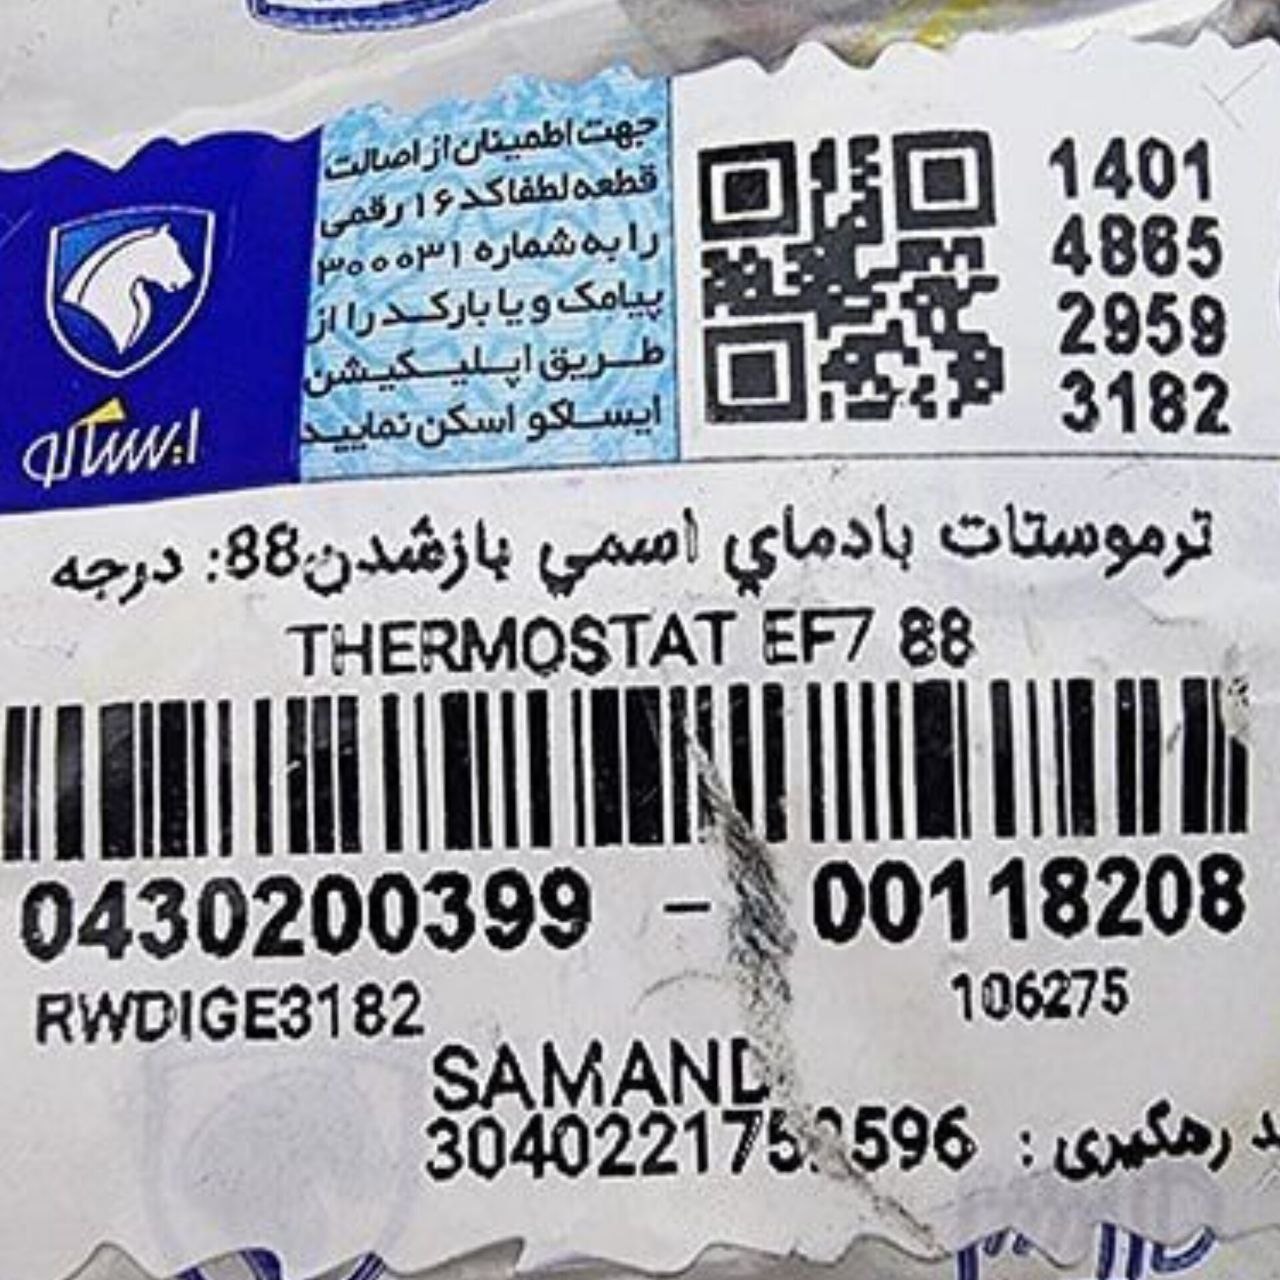 جهت اطمینان از اصالت
قطعه لطفا کد ۱۶ رقمی
را به شماره ۳۰۰۰۳۱
پیامک و یا بارکد را از
طریق اپلیکیشن
ایساکو اسکن نمایید
ایساکو
1401
4865
2959
3182
ترموستات بادماي اسمي بازشدن88: درجه
THERMOSTAT EF7 88
0430200399 - 00118208
RWDIGE3182
106275
SAMAND
رهگیری :